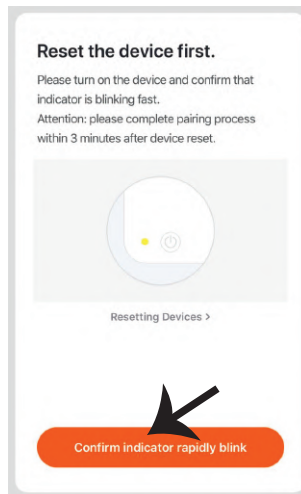 Reset the device first.
Please turn on the device and confirm that
indicator is blinking fast.
Attention: please complete pairing process
within 3 minutes after device reset.
Resetting Devices >
Confirm indicator rapidly blink